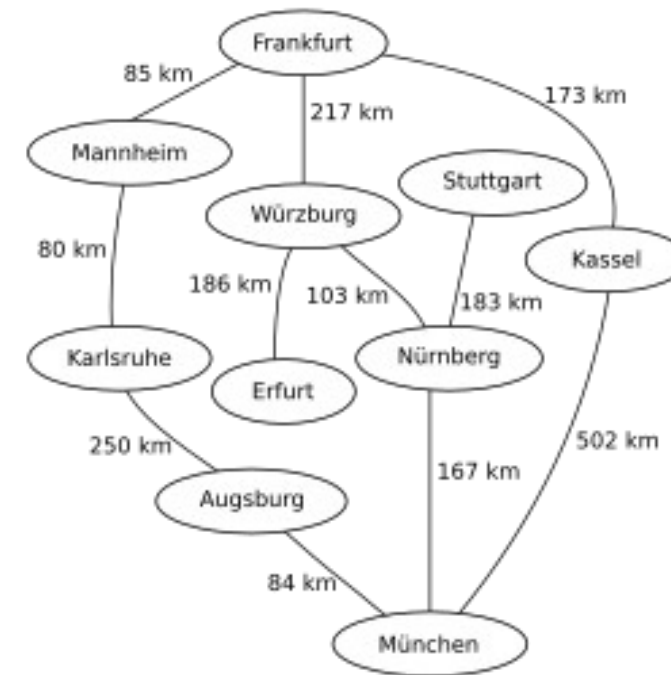 Frankfurt
85 km
173 km
217 km
Mannheim
Stuttgart
Würzburg
80 km
Kassel
186 km
103 km
183 km
Karlsruhe
Nürnberg
Erfurt
250 km
502 km
167 km
Augsburg
84 km
München